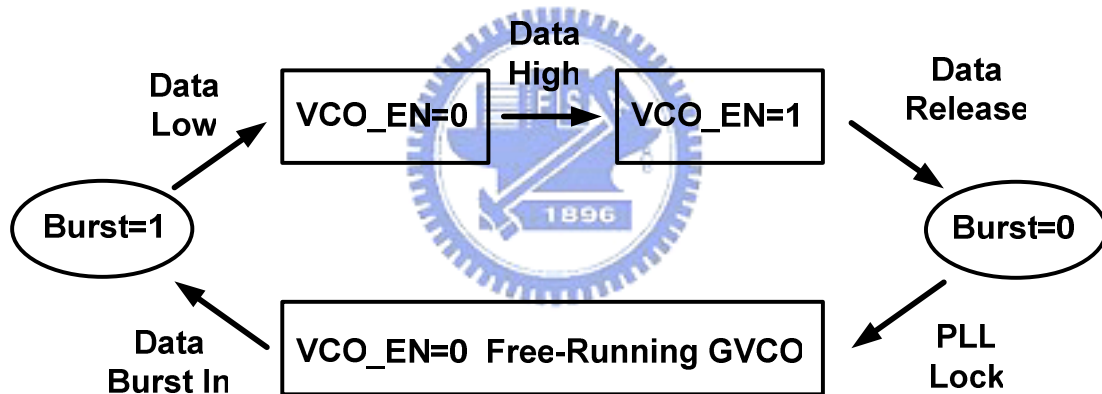 Data
High
Data
Low
VCO_EN=0
VCO_EN=1
Data
Release
Burst=1
1896
Burst=0
VCO_EN=0 Free-Running GVCO
Data
Burst In
PLL
Lock